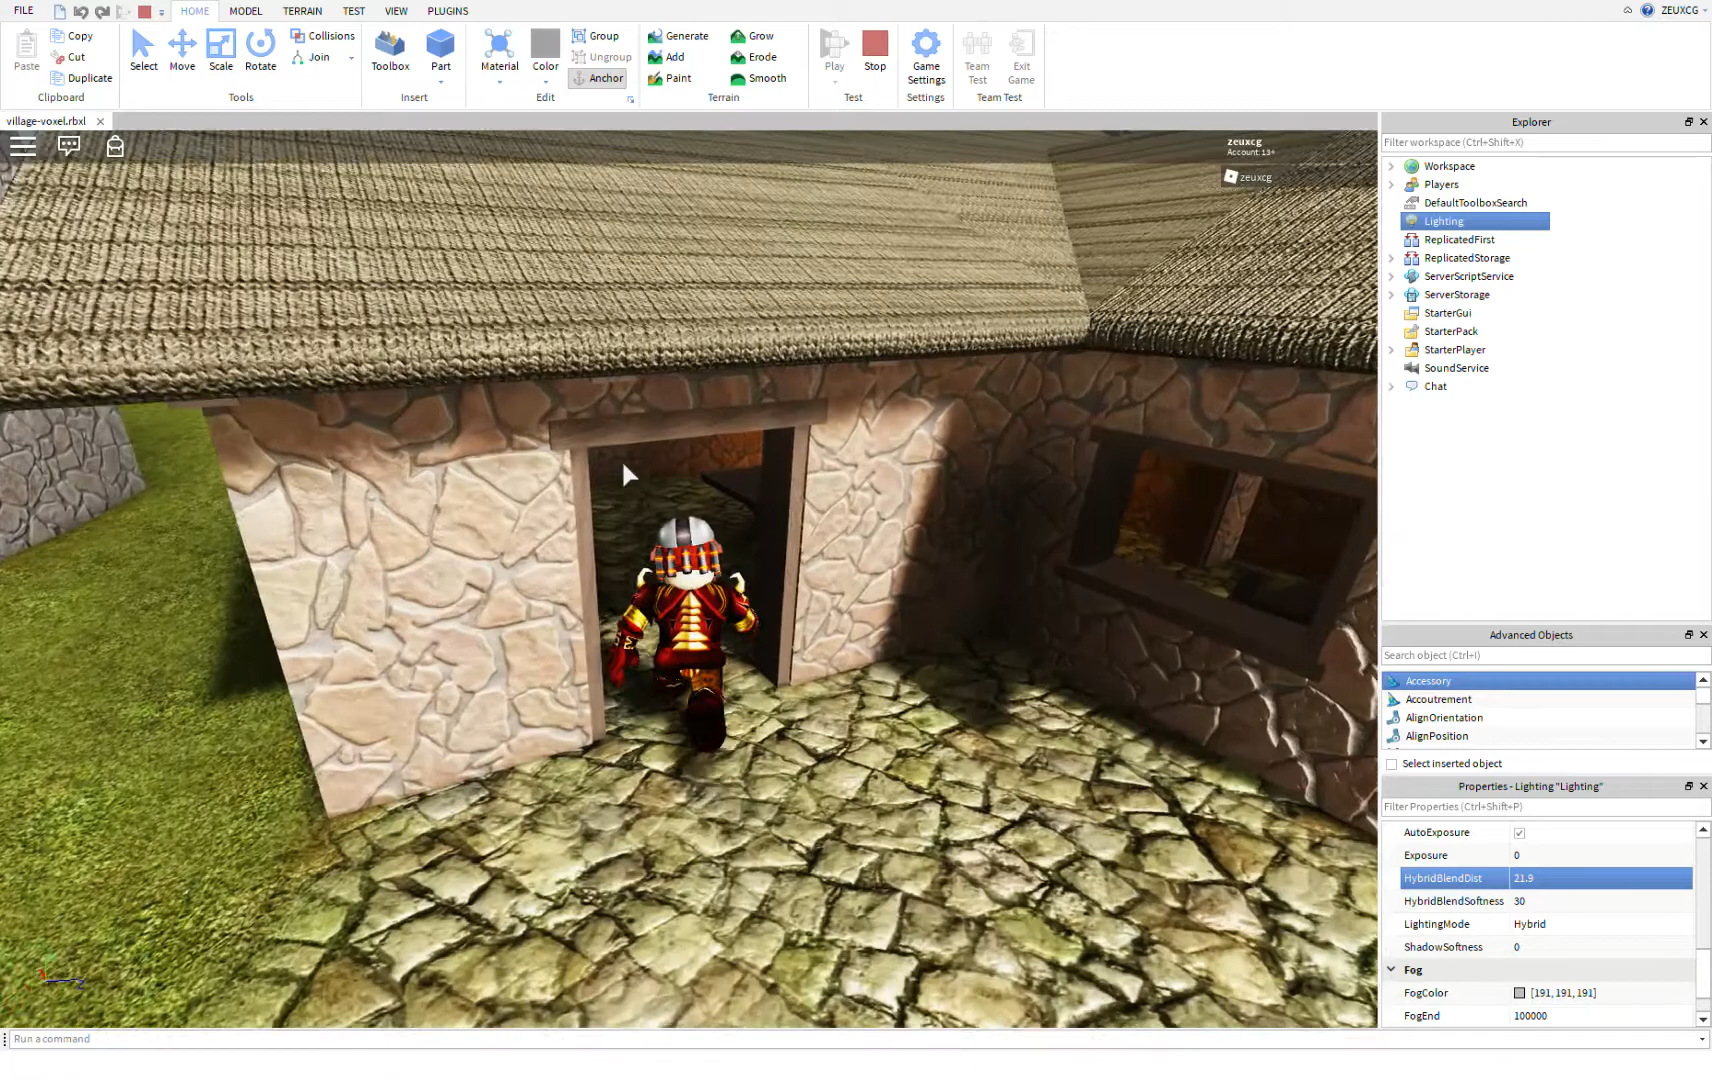 FILE
HOME
MODEL
TERRAIN
TEST
VIEW
PLUGINS
ZEUXCG
Paste
Copy
Cut
Duplicate
Clipboard
Select
Move
Scale
Rotate
Collisions
Join
Tools
Toolbox
Part
Insert
Material
Color
Group
Ungroup
Anchor
Edit
Generate
Add
Paint
Grow
Erode
Smooth
Terrain
Play
Stop
Test
Game
Settings
Settings
Team
Test
Exit
Game
Team Test
village-voxel.rbxl
zeuxcg
Account: 13+
zeuxcg
Explorer
Filter workspace (Ctrl+Shift+X)
Workspace
Players
DefaultToolboxSearch
Lighting
ReplicatedFirst
ReplicatedStorage
ServerScriptService
ServerStorage
StarterGui
StarterPack
StarterPlayer
SoundService
Chat
Advanced Objects
Search object (Ctrl+I)
Accessory
Accoutrement
AlignOrientation
AlignPosition
Select inserted object
Properties - Lighting "Lighting"
Filter Properties (Ctrl+Shift+P)
AutoExposure
Exposure 0
HybridBlendDist 21.9
HybridBlendSoftness 30
LightingMode Hybrid
ShadowSoftness 0
Fog
FogColor [191, 191, 191]
FogEnd 100000
Run a command